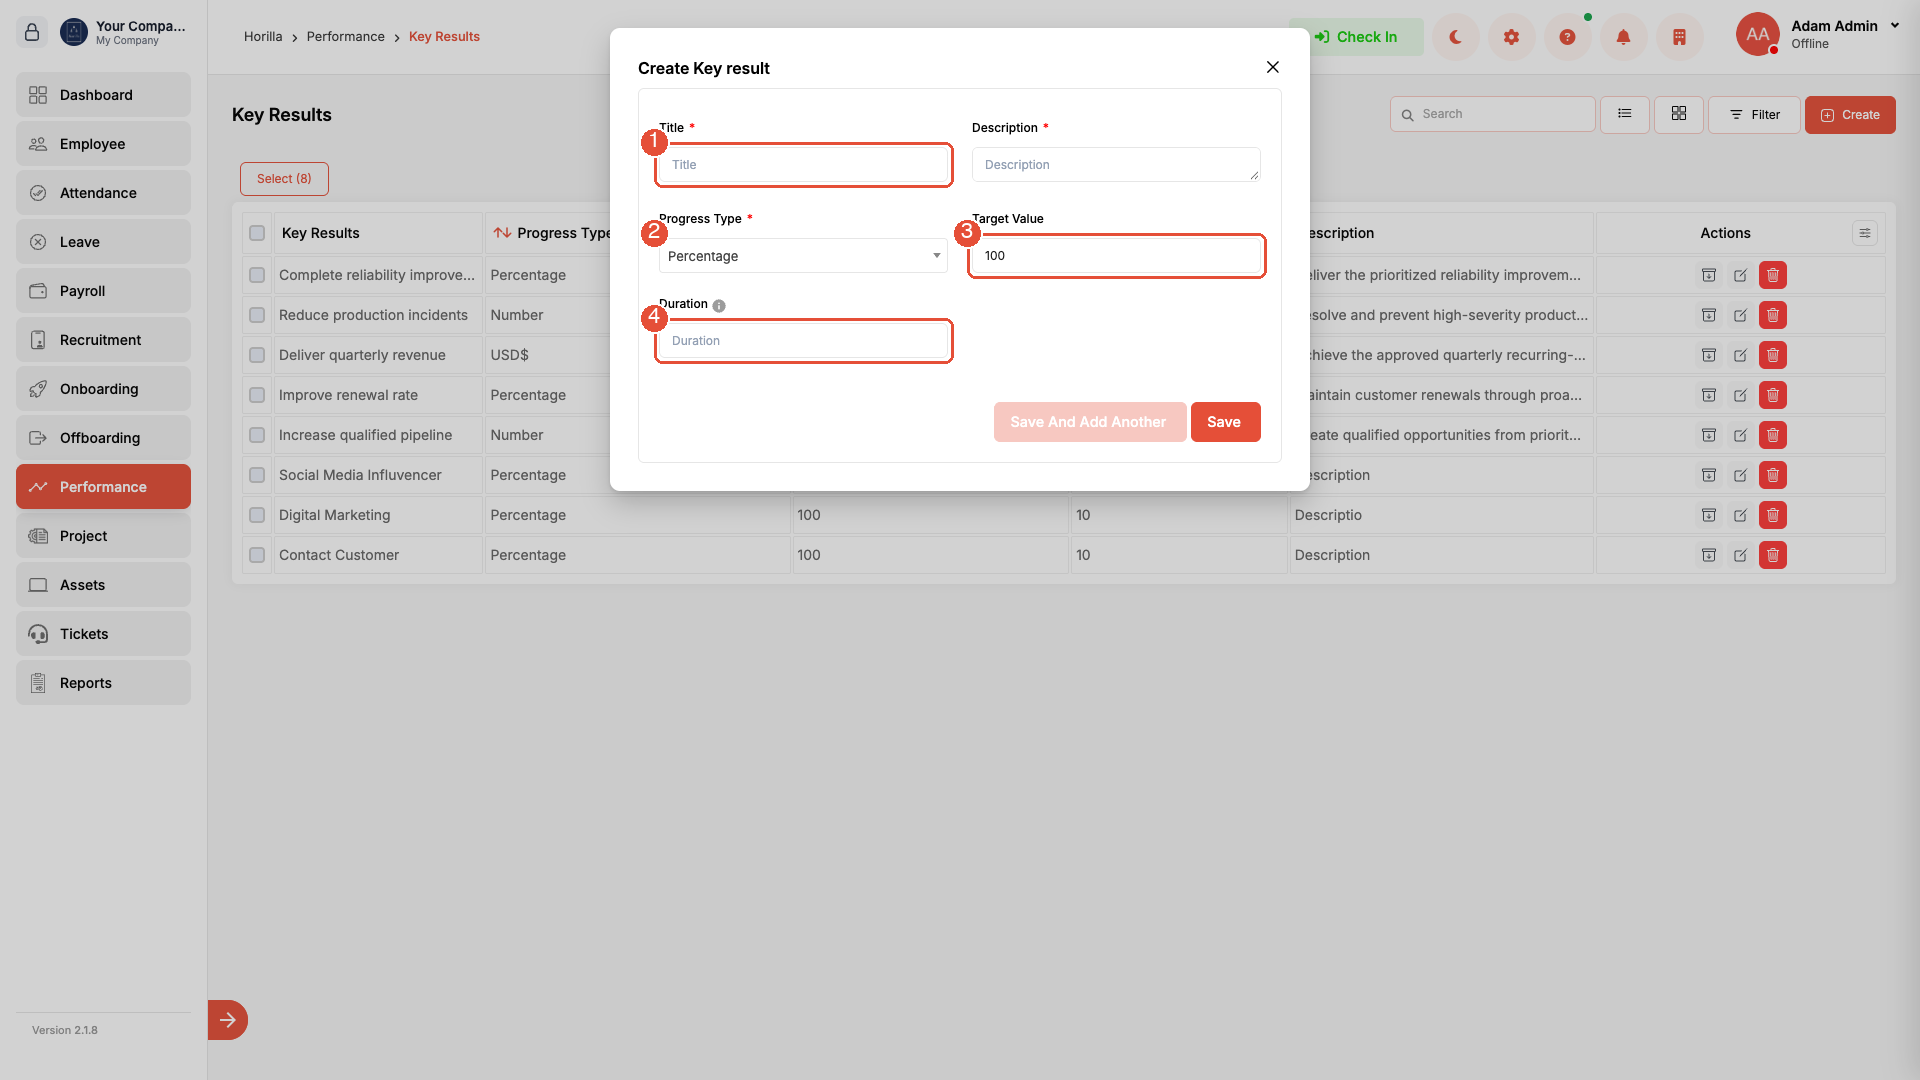 Your Compa...
My Company
Horilla > Performance > Key Results
Check In
AA
Adam Admin
Offline
Dashboard
Employee
Attendance
Leave
Payroll
Recruitment
Onboarding
Offboarding
Performance
Project
Assets
Tickets
Reports
Version 2.1.8
Key Results
Search
Filter
Create
Select (8)
Key Results Progress Type escription Actions
Complete reliability improve... Percentage eliver the prioritized reliability improvem...
Reduce production incidents Number esolve and prevent high-severity product...
Deliver quarterly revenue USD$ chieve the approved quarterly recurring-...
Improve renewal rate Percentage aintain customer renewals through proa...
Increase qualified pipeline Number eate qualified opportunities from priorit...
Social Media Influvencer Percentage escription
Digital Marketing Percentage 100 10 Descriptio
Contact Customer Percentage 100 10 Description
Create Key result
Title *
1
Title
Description *
Description
Progress Type *
2
Percentage
Target Value
3
100
Duration
4
Duration
Save And Add Another
Save